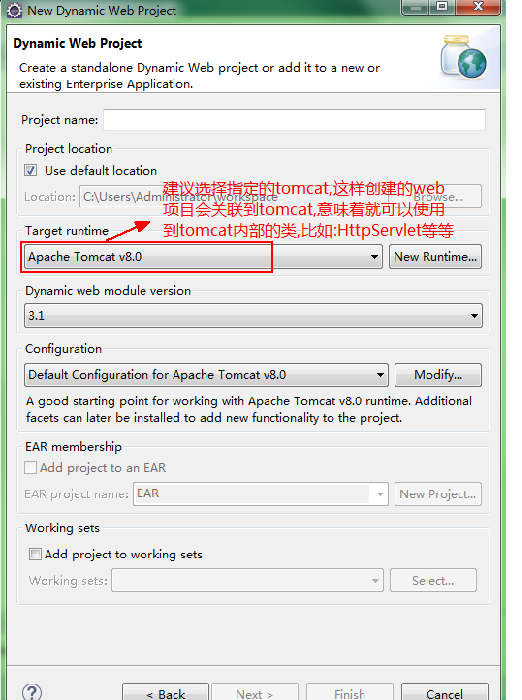 New Dynamic Web Project
Dynamic Web Project
Create a standalone Dynamic Web project or add it to a new or
existing Enterprise Application.
Project name:
Project location
Use default location
建议选择指定的tomcat,这样创建的web
Location: C:\Users\Administrator\workspace Browse...
项目会关联到tomcat,意味着就可以使用
Target runtime
到tomcat内部的类,比如:HttpServlet等等
Apache Tomcat v8.0 New Runtime...
Dynamic web module version
3.1
Configuration
Default Configuration for Apache Tomcat v8.0 Modify...
A good starting point for working with Apache Tomcat v8.0 runtime. Additional
facets can later be installed to add new functionality to the project.
EAR membership
Add project to an EAR
EAR project name: EAR New Project...
Working sets
Add project to working sets
Working sets: Select...
? < Back Next > Finish Cancel